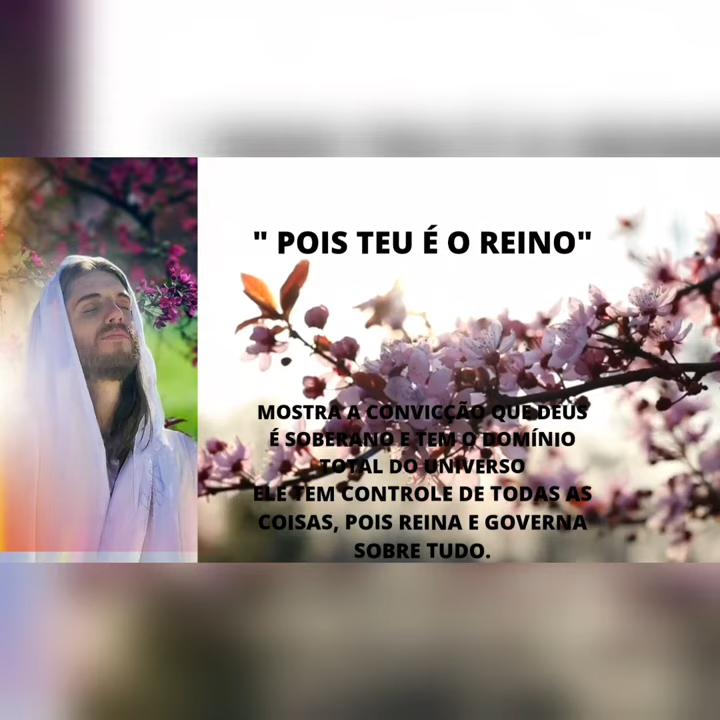 " POIS TEU É O REINO"
MOSTRA A CONVICÇÃO QUE DEUS
É SOBERANO E TEM O DOMÍNIO
TOTAL DO UNIVERSO
ELE TEM CONTROLE DE TODAS AS
COISAS, POIS REINA E GOVERNA
SOBRE TUDO.